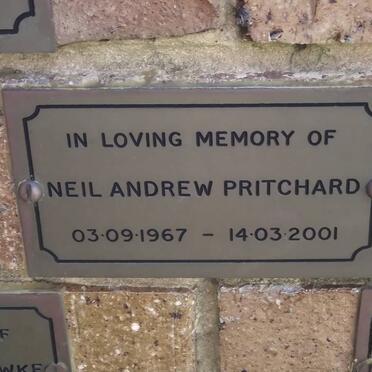 IN LOVING MEMORY OF
NEIL ANDREW PRITCHARD
03·09·1967 - 14·03·2001